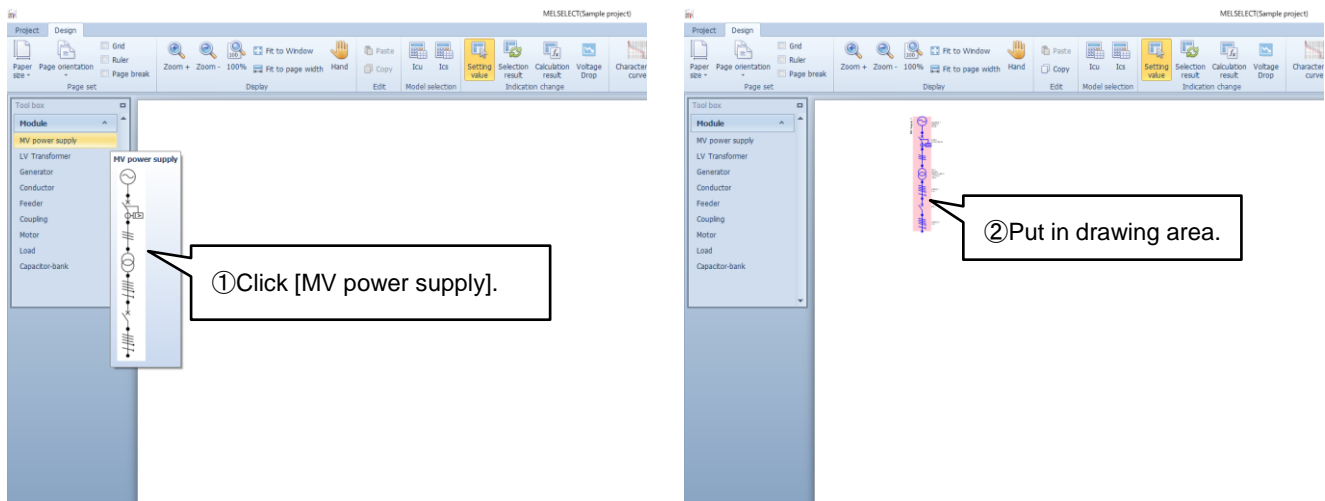 MELSELECT(Sample project)
Project Design
Grid
Ruler
Page break
Paper size
Page orientation
Page set
Zoom + Zoom - 100%
Fit to Window
Fit to page width
Hand
Display
Paste
Copy
Edit
Icu Ics
Model selection
Setting value
Selection result
Calculation result
Voltage Drop
Indication change
Character
curve
Tool box
Module
MV power supply
LV Transformer
Generator
Conductor
Feeder
Coupling
Motor
Load
Capacitor-bank
MV power supply
①Click [MV power supply].
MELSELECT(Sample project)
Project Design
Grid
Ruler
Page break
Paper size
Page orientation
Page set
Zoom + Zoom - 100%
Fit to Window
Fit to page width
Hand
Display
Paste
Copy
Edit
Icu Ics
Model selection
Setting value
Selection result
Calculation result
Voltage Drop
Indication change
Character
curve
Tool box
Module
MV power supply
LV Transformer
Generator
Conductor
Feeder
Coupling
Motor
Load
Capacitor-bank
②Put in drawing area.